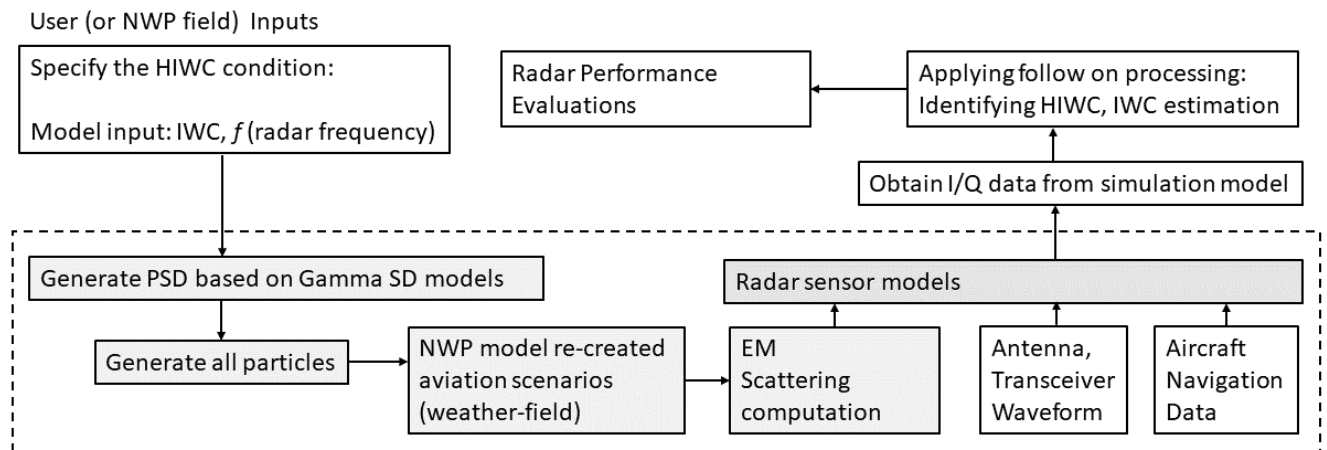 User (or NWP field) Inputs
Specify the HIWC condition:
Model input: IWC, f (radar frequency)
Radar Performance
Evaluations
Applying follow on processing:
Identifying HIWC, IWC estimation
Obtain I/Q data from simulation model
Generate PSD based on Gamma SD models
Radar sensor models
Generate all particles
NWP model re-created
aviation scenarios
(weather-field)
EM
Scattering
computation
Antenna,
Transceiver
Waveform
Aircraft
Navigation
Data